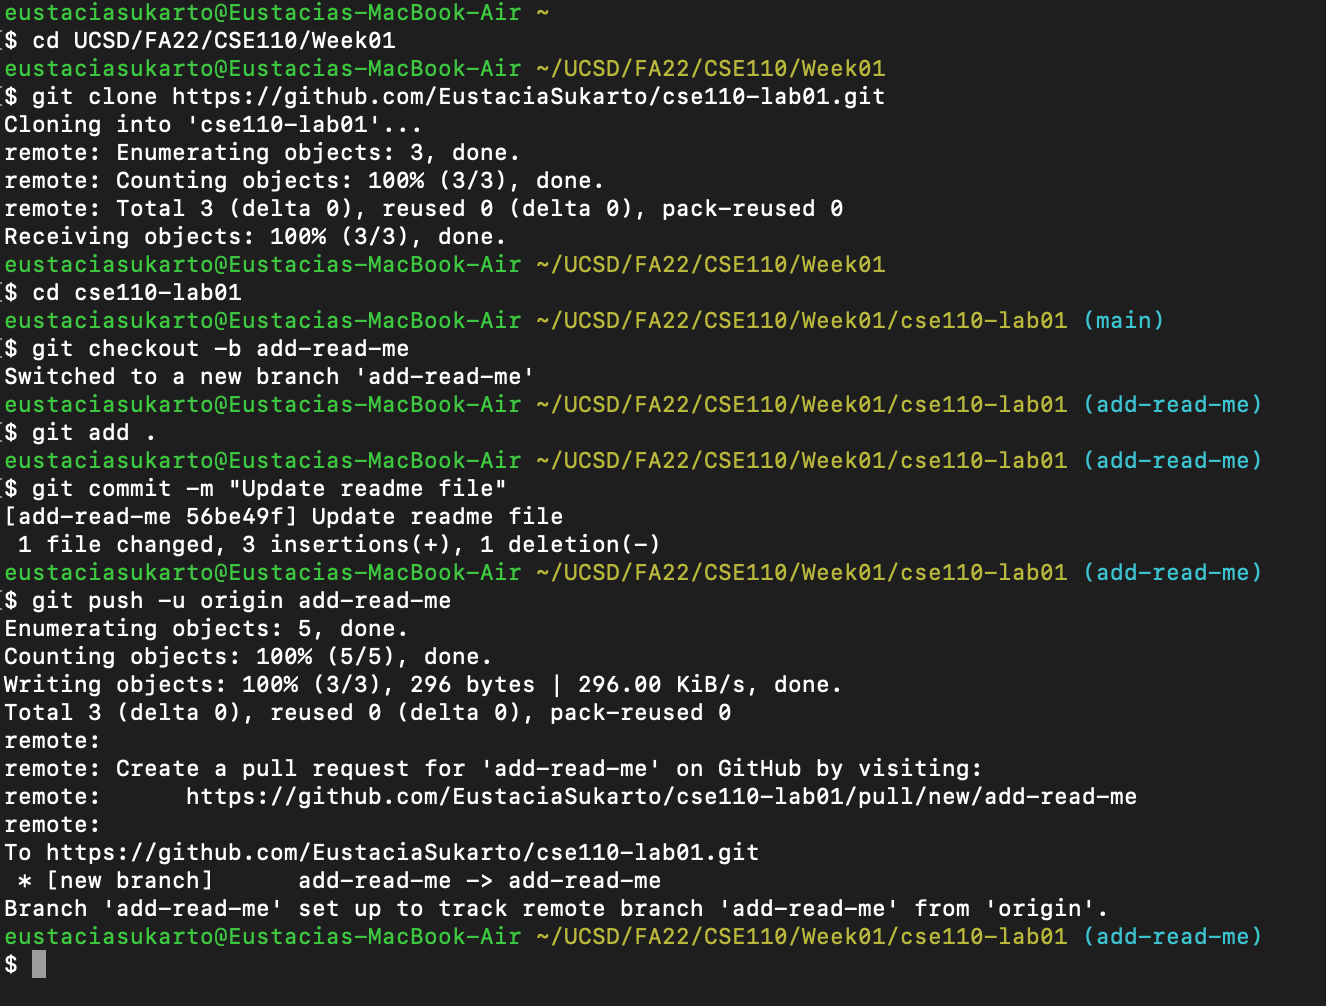 eustaciasukarto@Eustacias-MacBook-Air ~
$ cd UCSD/FA22/CSE110/Week01
eustaciasukarto@Eustacias-MacBook-Air ~/UCSD/FA22/CSE110/Week01
$ git clone https://github.com/EustaciaSukarto/cse110-lab01.git
Cloning into 'cse110-lab01'...
remote: Enumerating objects: 3, done.
remote: Counting objects: 100% (3/3), done.
remote: Total 3 (delta 0), reused 0 (delta 0), pack-reused 0
Receiving objects: 100% (3/3), done.
eustaciasukarto@Eustacias-MacBook-Air ~/UCSD/FA22/CSE110/Week01
$ cd cse110-lab01
eustaciasukarto@Eustacias-MacBook-Air ~/UCSD/FA22/CSE110/Week01/cse110-lab01 (main)
$ git checkout -b add-read-me
Switched to a new branch 'add-read-me'
eustaciasukarto@Eustacias-MacBook-Air ~/UCSD/FA22/CSE110/Week01/cse110-lab01 (add-read-me)
$ git add .
eustaciasukarto@Eustacias-MacBook-Air ~/UCSD/FA22/CSE110/Week01/cse110-lab01 (add-read-me)
$ git commit -m "Update readme file"
[add-read-me 56be49f] Update readme file
 1 file changed, 3 insertions(+), 1 deletion(-)
eustaciasukarto@Eustacias-MacBook-Air ~/UCSD/FA22/CSE110/Week01/cse110-lab01 (add-read-me)
$ git push -u origin add-read-me
Enumerating objects: 5, done.
Counting objects: 100% (5/5), done.
Writing objects: 100% (3/3), 296 bytes | 296.00 KiB/s, done.
Total 3 (delta 0), reused 0 (delta 0), pack-reused 0
remote:
remote: Create a pull request for 'add-read-me' on GitHub by visiting:
remote:      https://github.com/EustaciaSukarto/cse110-lab01/pull/new/add-read-me
remote:
To https://github.com/EustaciaSukarto/cse110-lab01.git
 * [new branch]      add-read-me -> add-read-me
Branch 'add-read-me' set up to track remote branch 'add-read-me' from 'origin'.
eustaciasukarto@Eustacias-MacBook-Air ~/UCSD/FA22/CSE110/Week01/cse110-lab01 (add-read-me)
$